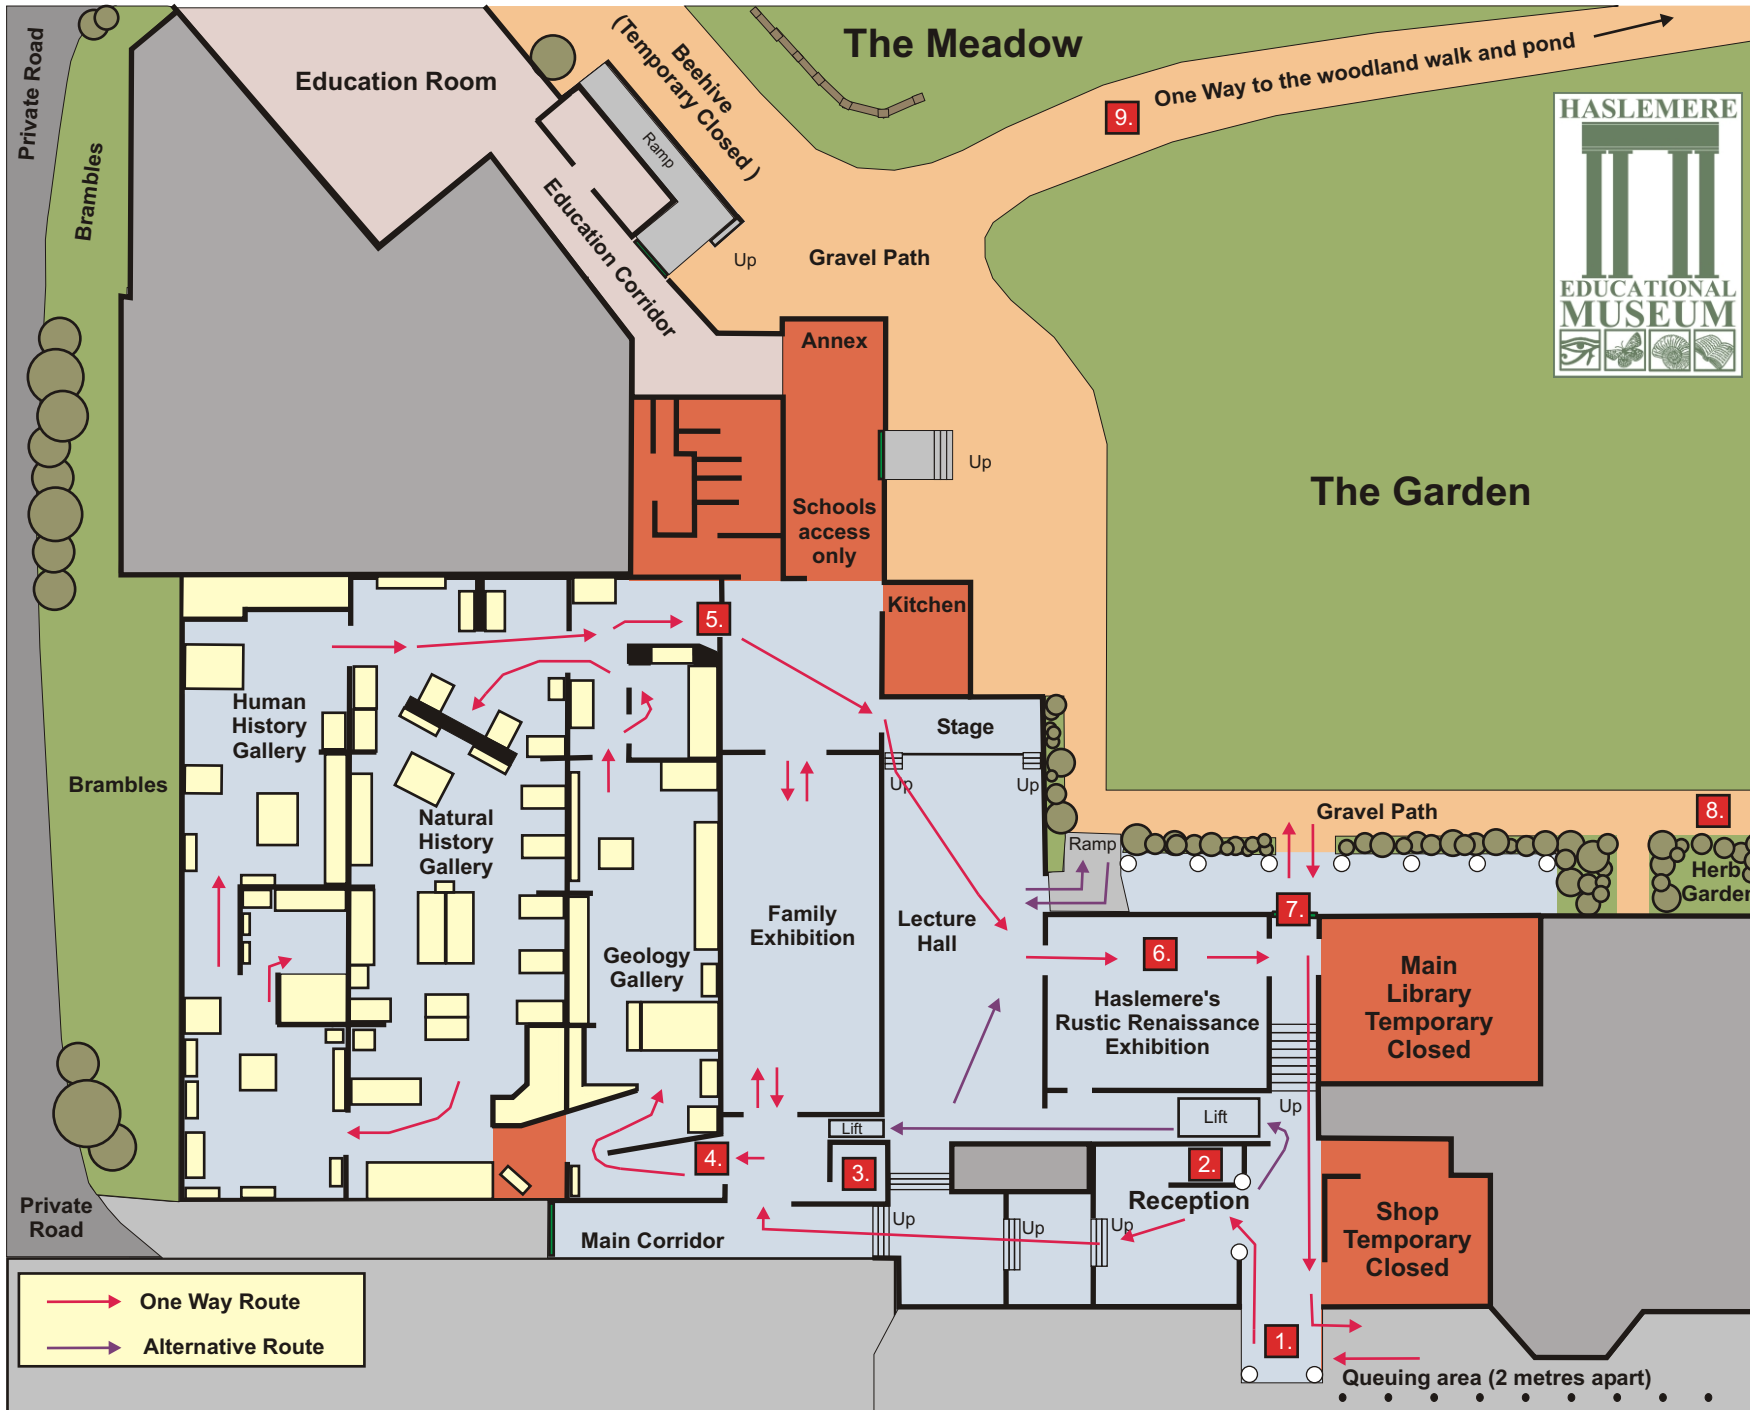 Private Road
Brambles
Education Room
Beehive
(Temporary Closed )
Ramp
Education Corridor
Up
The Meadow
Gravel Path
9.
One Way to the woodland walk and pond
HASLEMERE
EDUCATIONAL
MUSEUM
Annex
Up
Schools
access
only
The Garden
Kitchen
5.
Human
History
Gallery
Stage
Up
Up
Brambles
Natural
History
Gallery
Gravel Path
8.
Ramp
Herb
Garden
Family
Exhibition
Lecture
Hall
7.
6.
Geology
Gallery
Haslemere's
Rustic Renaissance
Exhibition
Main
Library
Temporary
Closed
Lift
Lift
Up
4.
3.
2.
Reception
Private
Road
Up
Up
Up
Main Corridor
Shop
Temporary
Closed
One Way Route
Alternative Route
1.
Queuing area (2 metres apart)